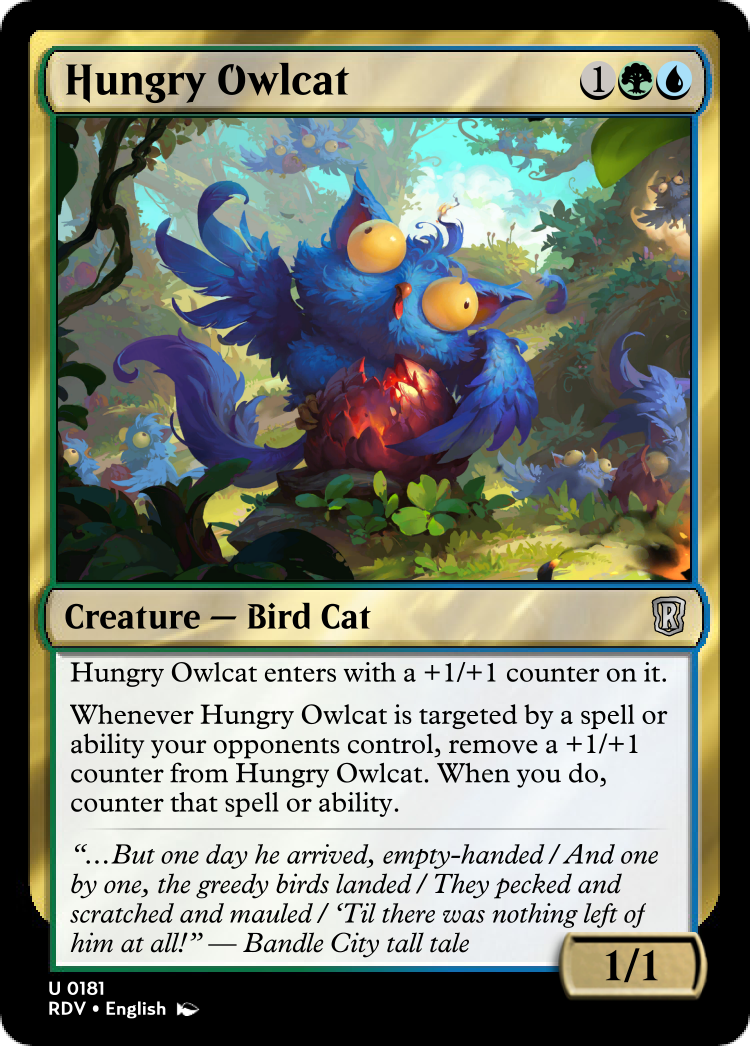 Hungry Owlcat
1
Creature — Bird Cat
R
Hungry Owlcat enters with a +1/+1 counter on it.
Whenever Hungry Owlcat is targeted by a spell or
ability your opponents control, remove a +1/+1
counter from Hungry Owlcat. When you do,
counter that spell or ability.
“…But one day he arrived, empty-handed / And one
by one, the greedy birds landed / They pecked and
scratched and mauled / ‘Til there was nothing left of
him at all!” — Bandle City tall tale
1/1
U 0181
RDV • English